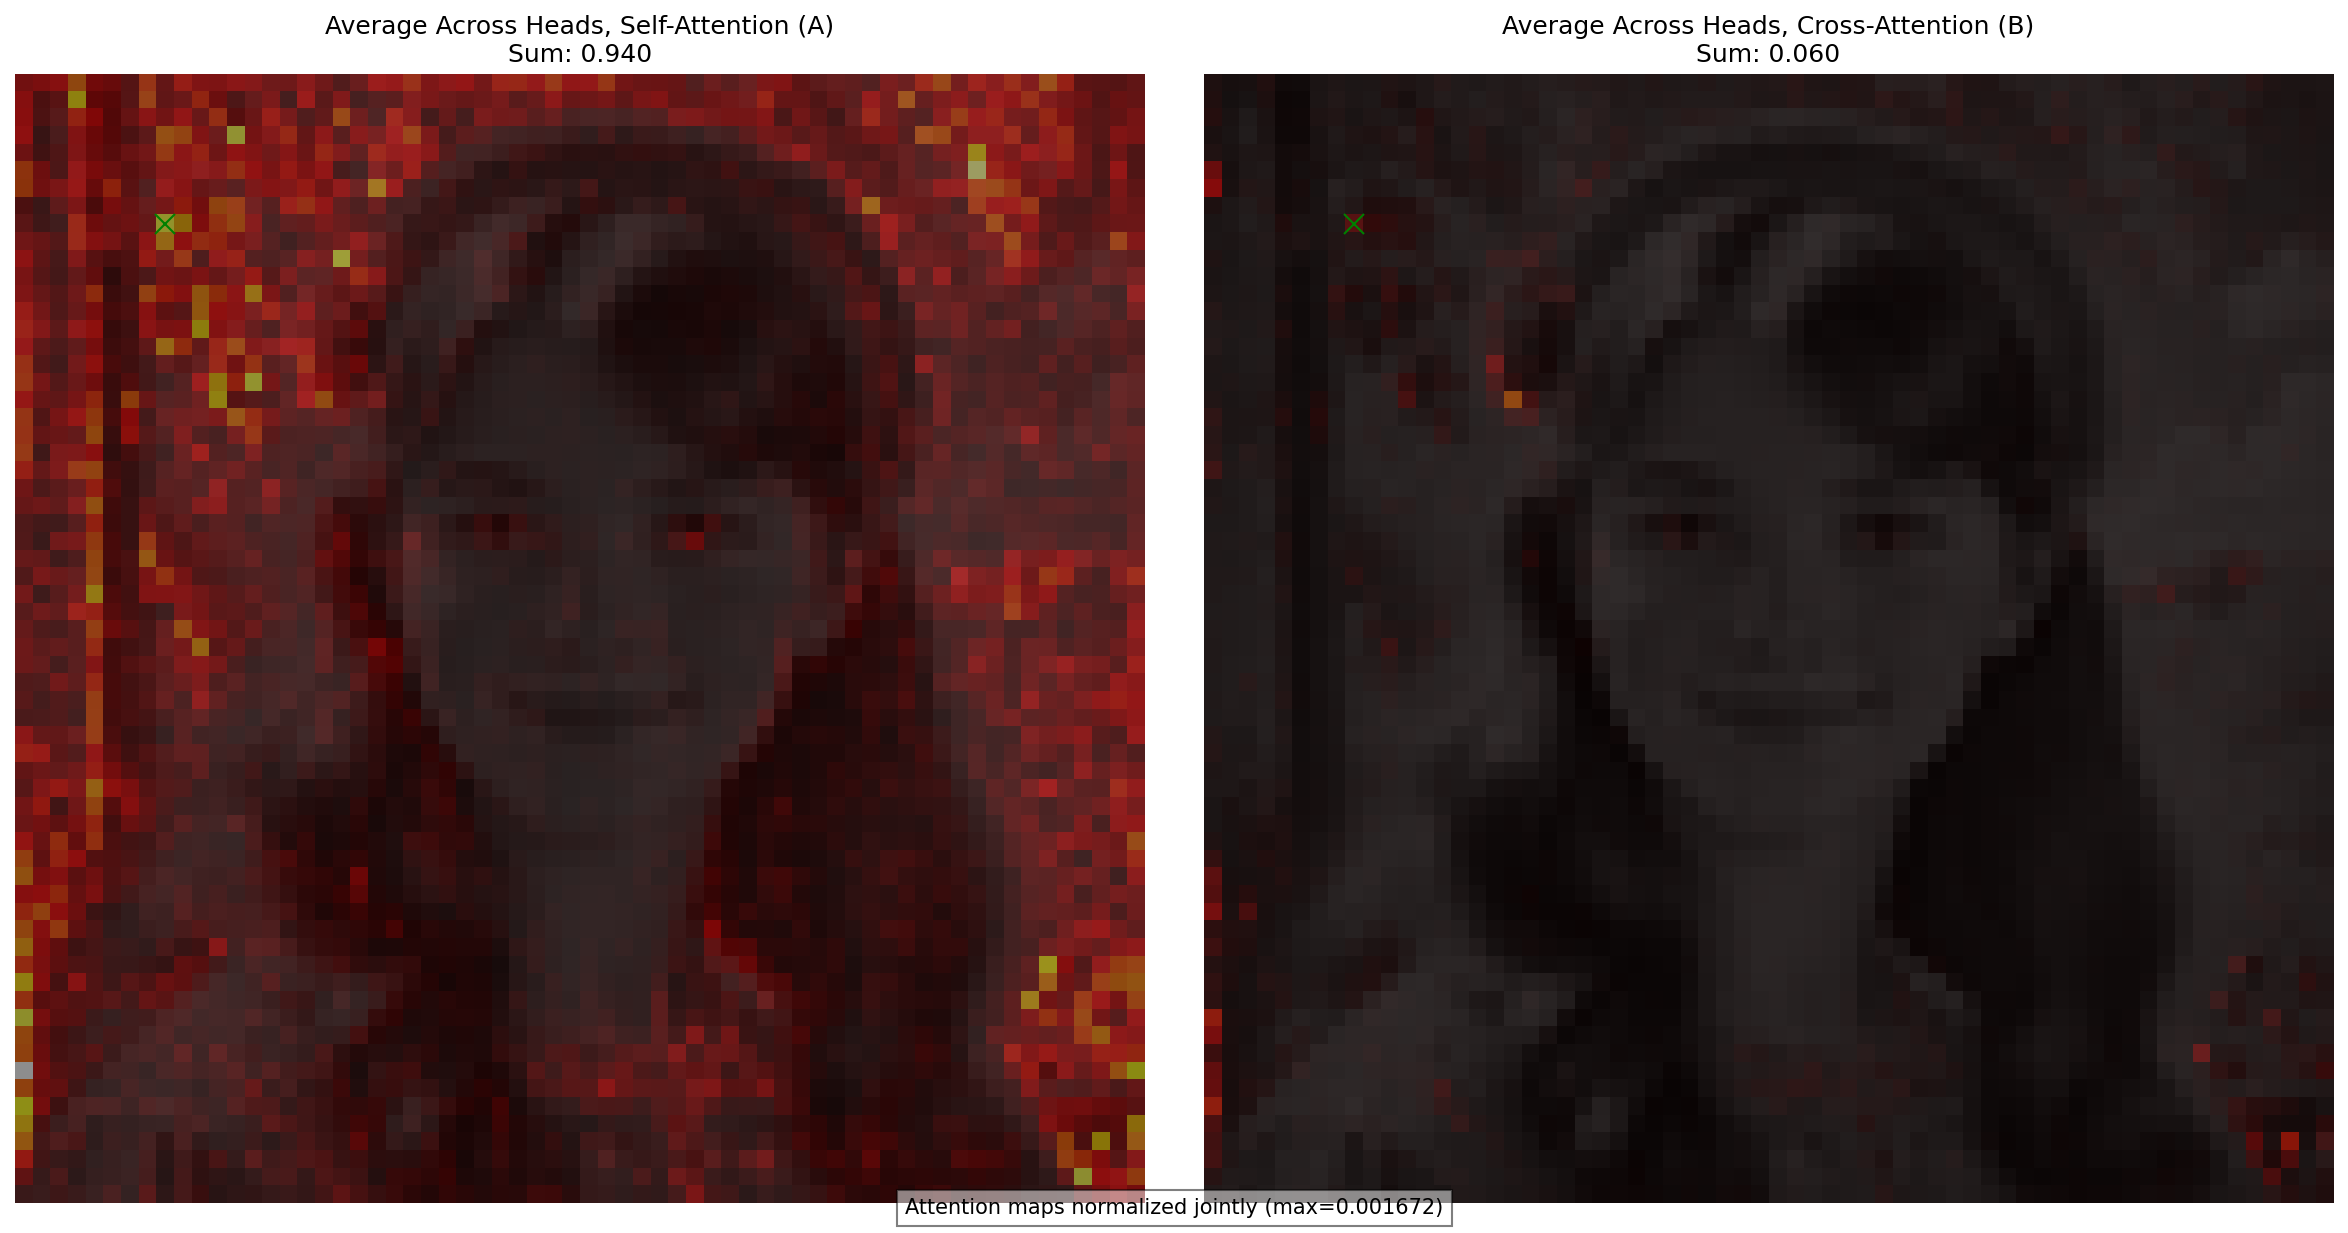 Average Across Heads, Self-Attention (A)
Sum: 0.940
Average Across Heads, Cross-Attention (B)
Sum: 0.060
Attention maps normalized jointly (max=0.001672)